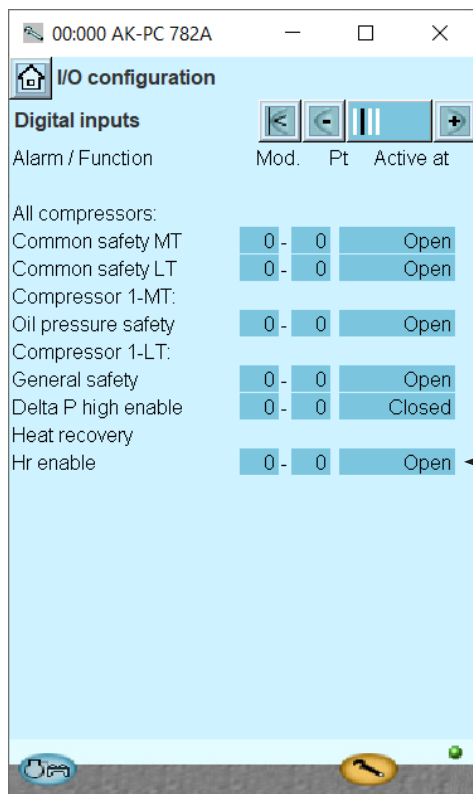 00:000 AK-PC 782A
I/O configuration
Digital inputs
Alarm / Function Mod. Pt Active at
All compressors:
Common safety MT 0 - 0 Open
Common safety LT 0 - 0 Open
Compressor 1-MT:
Oil pressure safety 0 - 0 Open
Compressor 1-LT:
General safety 0 - 0 Open
Delta P high enable 0 - 0 Closed
Heat recovery
Hr enable 0 - 0 Open